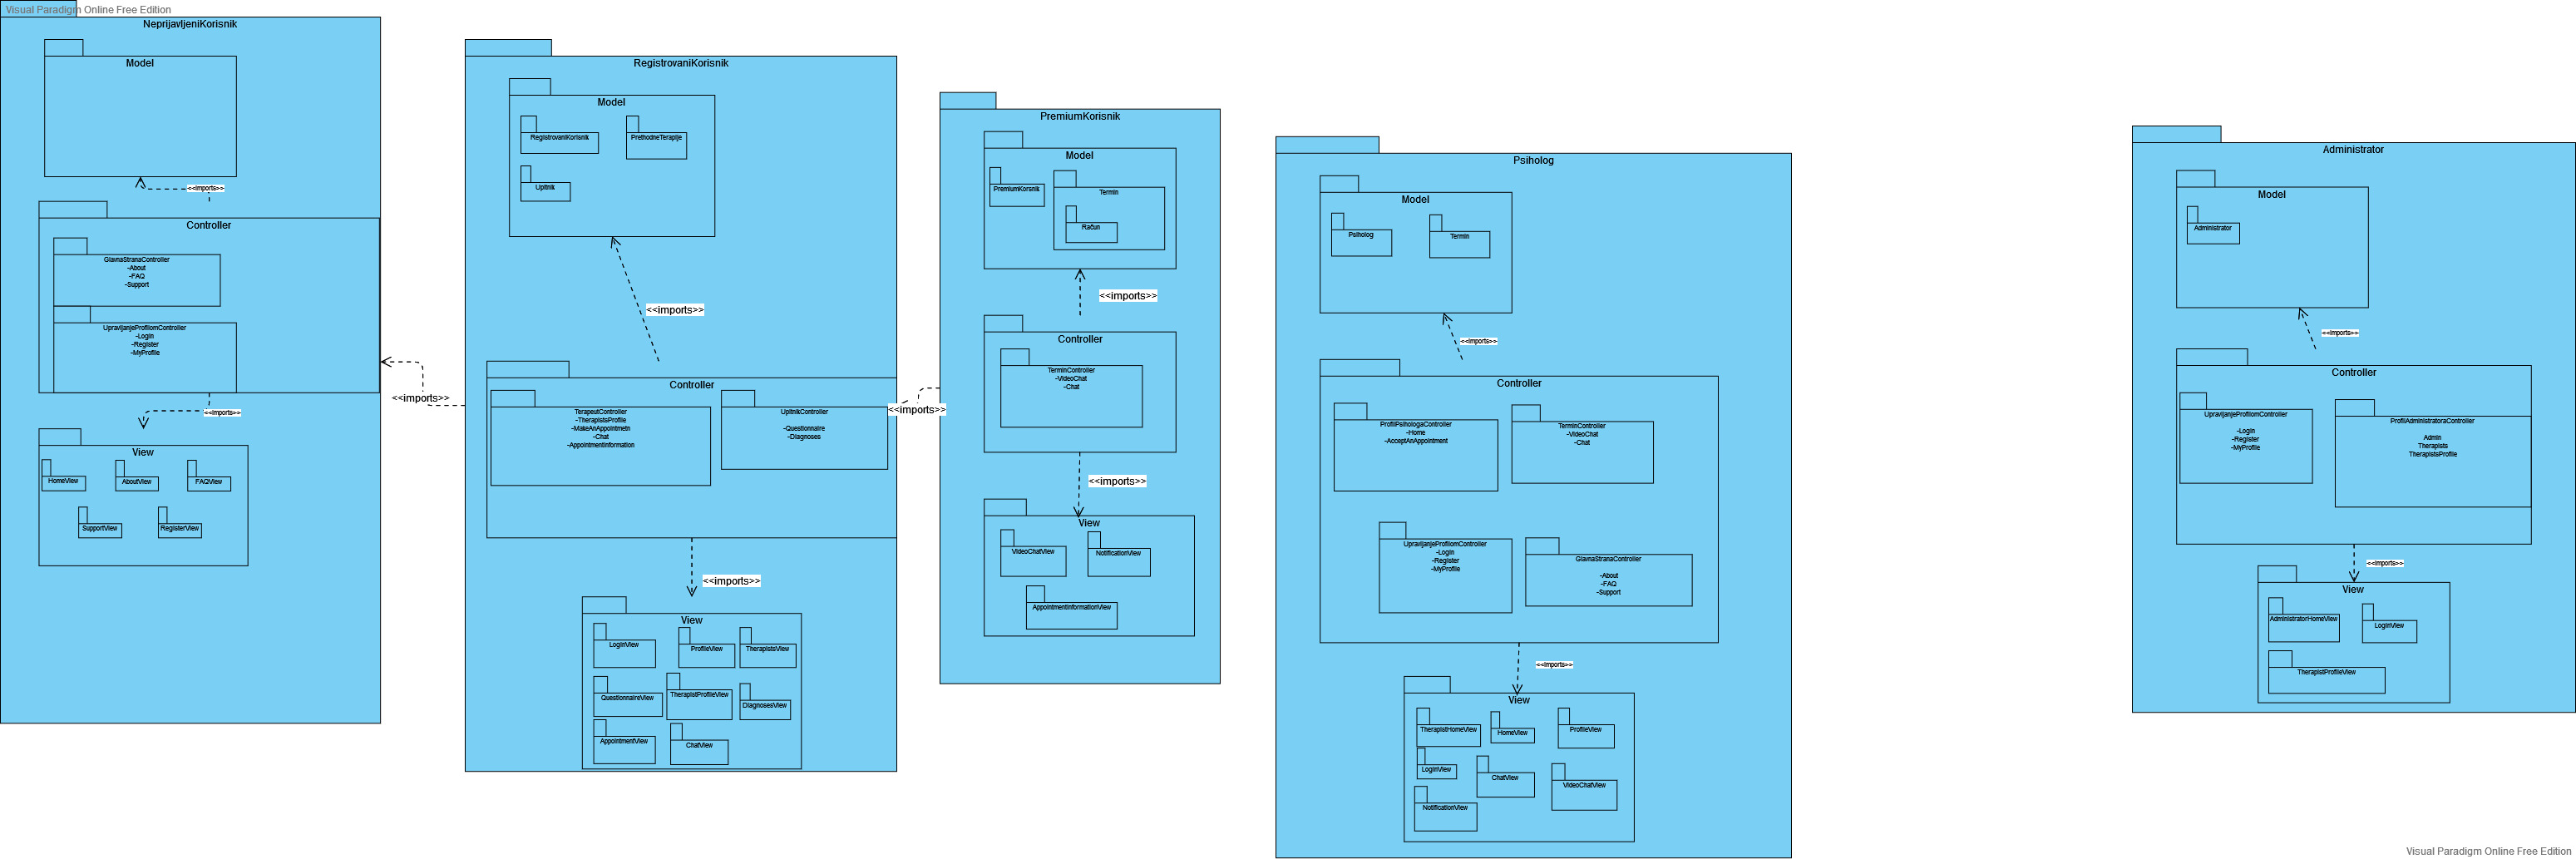 Visual Paradigm Online Free Edition
NeprijavljeniKorisnik
Model
<<imports>>
Controller
GlavnaStranaController
-About
-FAQ
-Support
UpravljanjeProfilomController
-Login
-Register
-MyProfile
<<imports>>
View
HomeView
AboutView
FAQView
SupportView
RegisterView
<<imports>>
RegistrovaniKorisnik
Model
RegistrovaniKorisnik
PrethodneTerapije
Upitnik
<<imports>>
Controller
TerapeutController
-TherapistsProfile
-MakeAnAppointmetn
-Chat
-AppointmentInformation
UpitnikController
-Questionnaire
-Diagnoses
<<imports>>
View
LoginView
ProfileView
TherapistsView
QuestionnaireView
TherapistProfileView
DiagnosesView
AppointmentView
ChatView
<<imports>>
PremiumKorisnik
Model
PremiumKorsnik
Termin
Račun
<<imports>>
Controller
TerminController
-VideoChat
-Chat
<<imports>>
View
VideoChatView
NotificationView
AppointmentInformationView
Psiholog
Model
Psiholog
Termin
<<imports>>
Controller
ProfilPsihologaController
-Home
-AcceptAnAppointment
TerminController
-VideoChat
-Chat
UpravljanjeProfilomController
-Login
-Register
-MyProfile
GlavnaStranaController
-About
-FAQ
-Support
<<imports>>
View
TherapistHomeView
HomeView
ProfileView
LoginView
ChatView
VideoChatView
NotificationView
Administrator
Model
Administrator
<<imports>>
Controller
UpravljanjeProfilomController
-Login
-Register
-MyProfile
ProfilAdministratoraController
Admin
Therapists
TherapistsProfile
<<imports>>
View
AdministratorHomeView
LoginView
TherapistProfileView
Visual Paradigm Online Free Edition